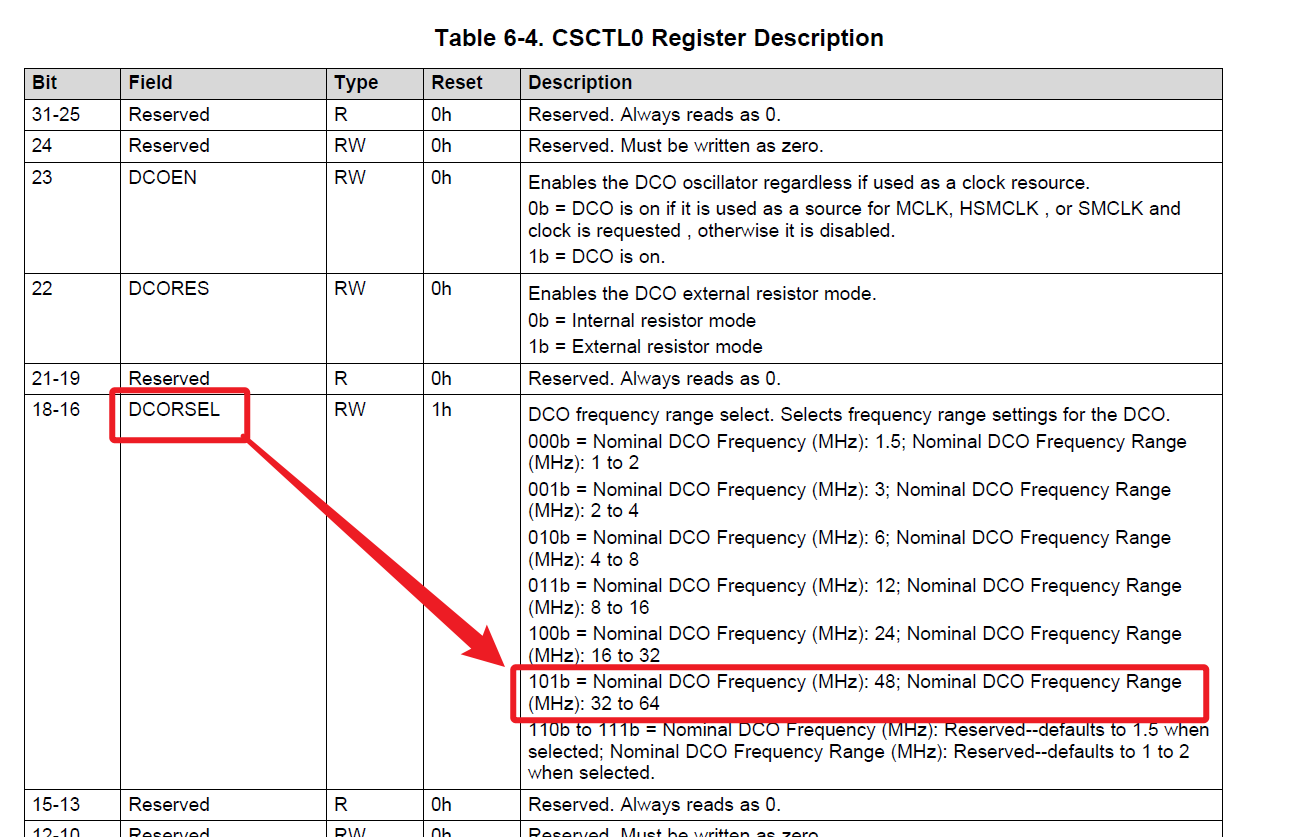 Table 6-4. CSCTL0 Register Description
Bit Field Type Reset Description
31-25 Reserved R 0h Reserved. Always reads as 0.
24 Reserved RW 0h Reserved. Must be written as zero.
23 DCOEN RW 0h Enables the DCO oscillator regardless if used as a clock resource.
0b = DCO is on if it is used as a source for MCLK, HSMCLK , or SMCLK and
clock is requested , otherwise it is disabled.
1b = DCO is on.
22 DCORES RW 0h Enables the DCO external resistor mode.
0b = Internal resistor mode
1b = External resistor mode
21-19 Reserved R 0h Reserved. Always reads as 0.
18-16 DCORSEL RW 1h DCO frequency range select. Selects frequency range settings for the DCO.
000b = Nominal DCO Frequency (MHz): 1.5; Nominal DCO Frequency Range
(MHz): 1 to 2
001b = Nominal DCO Frequency (MHz): 3; Nominal DCO Frequency Range
(MHz): 2 to 4
010b = Nominal DCO Frequency (MHz): 6; Nominal DCO Frequency Range
(MHz): 4 to 8
011b = Nominal DCO Frequency (MHz): 12; Nominal DCO Frequency Range
(MHz): 8 to 16
100b = Nominal DCO Frequency (MHz): 24; Nominal DCO Frequency Range
(MHz): 16 to 32
101b = Nominal DCO Frequency (MHz): 48; Nominal DCO Frequency Range
(MHz): 32 to 64
110b to 111b = Nominal DCO Frequency (MHz): Reserved--defaults to 1.5 when
selected; Nominal DCO Frequency Range (MHz): Reserved--defaults to 1 to 2
when selected.
15-13 Reserved R 0h Reserved. Always reads as 0.
12-10 Reserved RW 0h Reserved. Must be written as zero.